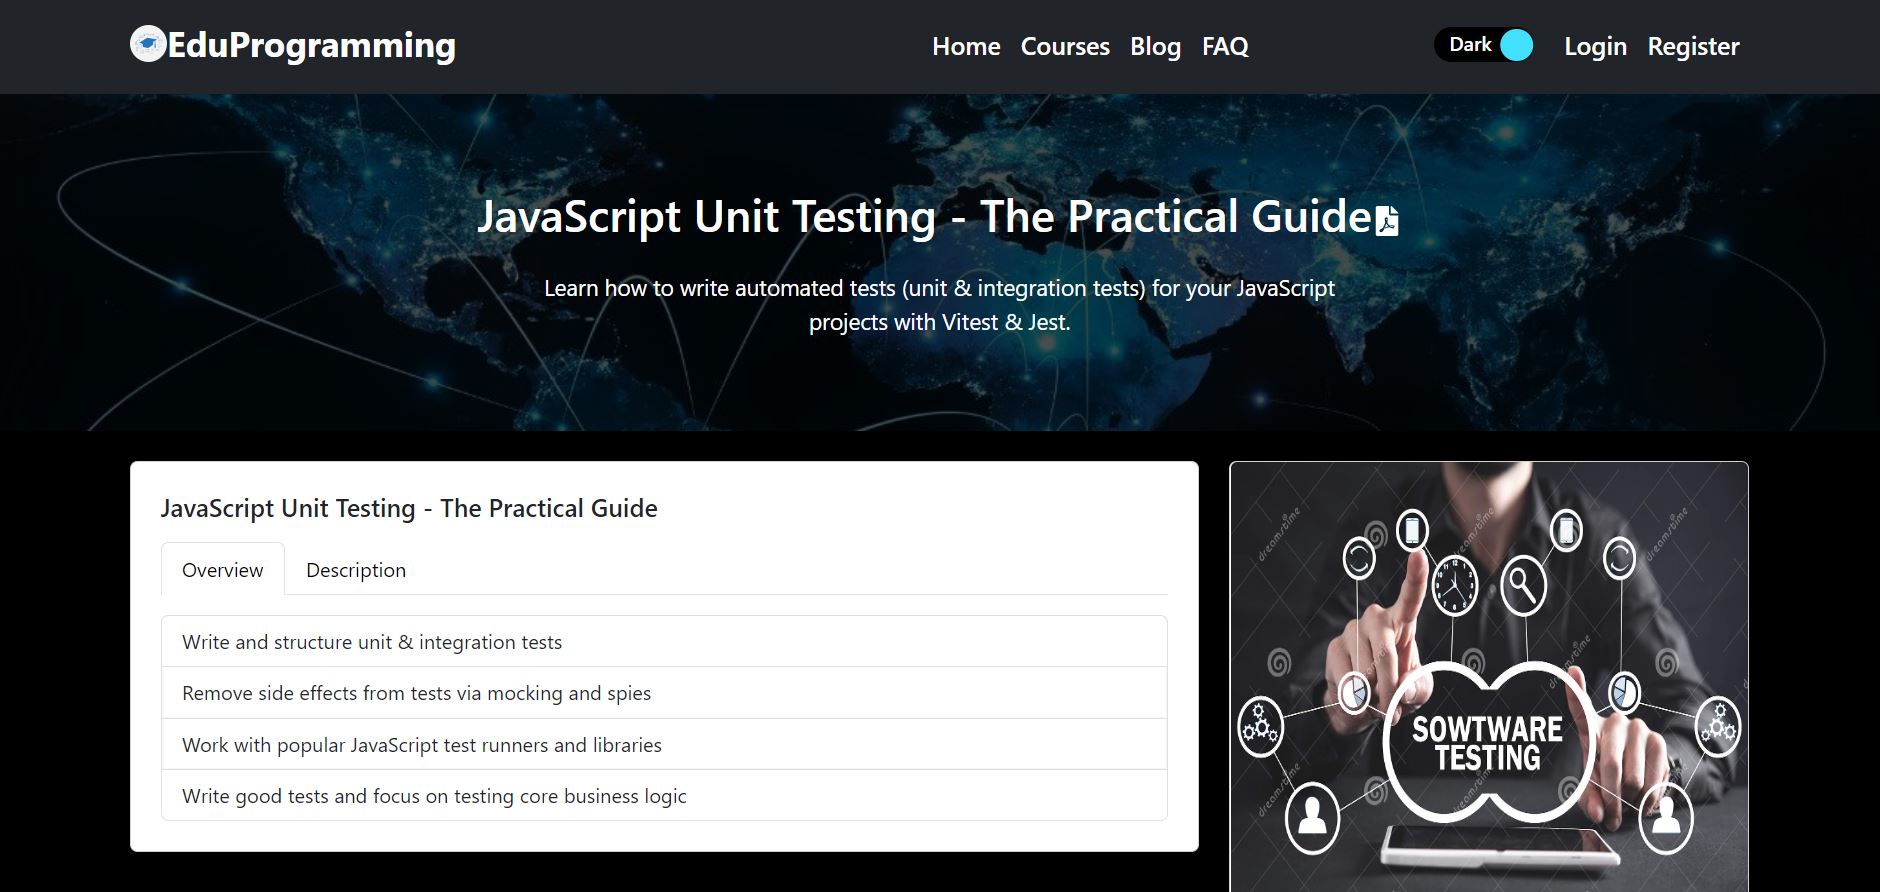 EduProgramming
Home Courses Blog FAQ
Dark
Login Register
JavaScript Unit Testing - The Practical Guide
Learn how to write automated tests (unit & integration tests) for your JavaScript
projects with Vitest & Jest.
JavaScript Unit Testing - The Practical Guide
Overview Description
Write and structure unit & integration tests
Remove side effects from tests via mocking and spies
Work with popular JavaScript test runners and libraries
Write good tests and focus on testing core business logic
dreamstime
dreamstime
dreamstime
dreamstime
12
SOWTWARE
TESTING
dreamstime
dreamstime
dreamstime